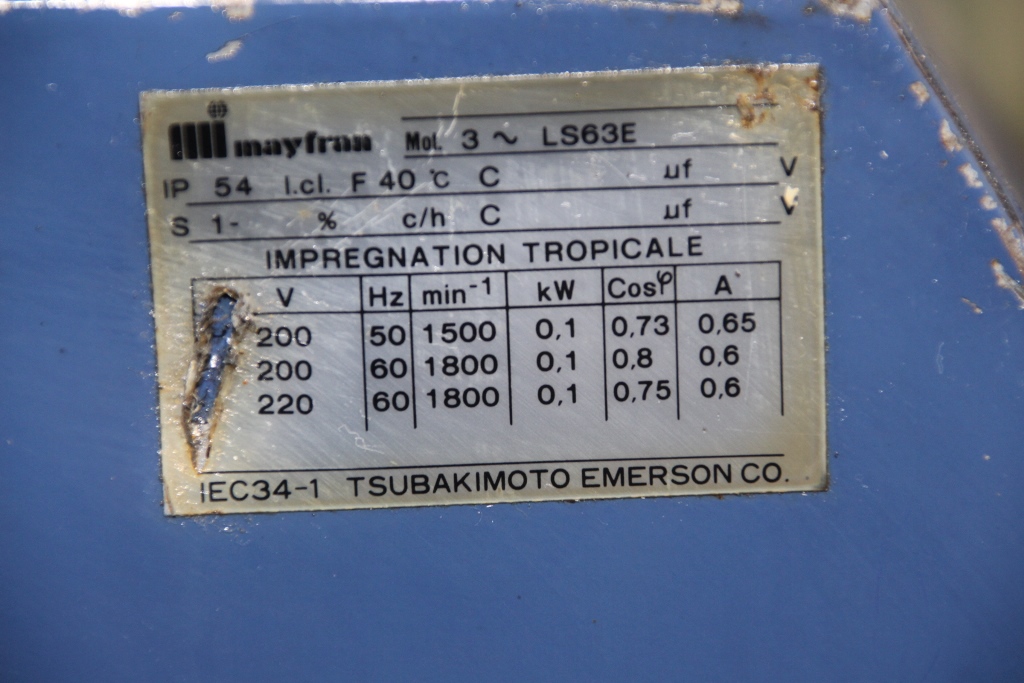 mayfran Mot. 3 ~ LS63E
IP 54 I.cl. F 40 °C C µf V
S 1- % c/h C µf V
IMPREGNATION TROPICALE
V Hz min⁻¹ kW Cosφ A
200 50 1500 0,1 0,73 0,65
200 60 1800 0,1 0,8 0,6
220 60 1800 0,1 0,75 0,6
IEC34-1 TSUBAKIMOTO EMERSON CO.